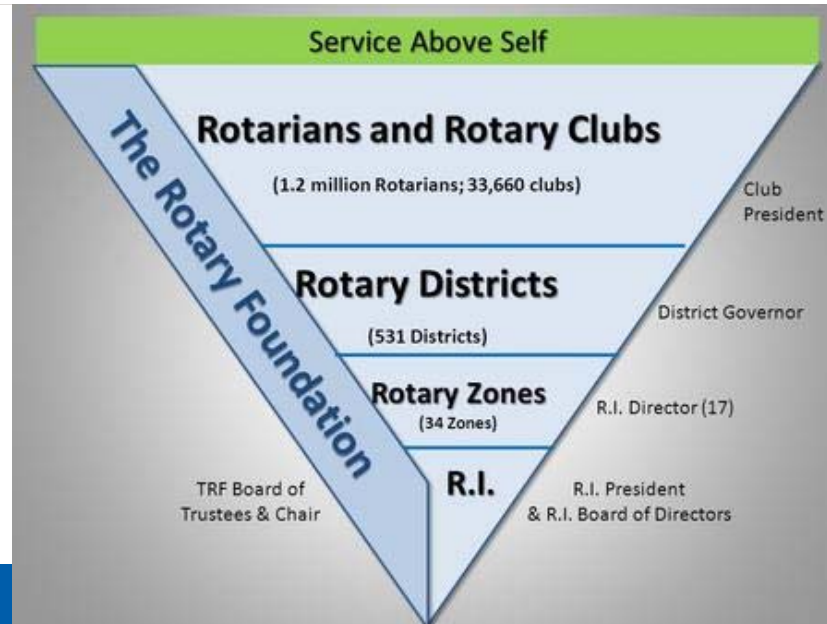 Service Above Self
The Rotary Foundation
Rotarians and Rotary Clubs
(1.2 million Rotarians; 33,660 clubs)
Club
President
Rotary Districts
(531 Districts)
District Governor
Rotary Zones
(34 Zones)
R.I. Director (17)
R.I.
TRF Board of
Trustees & Chair
R.I. President
& R.I. Board of Directors